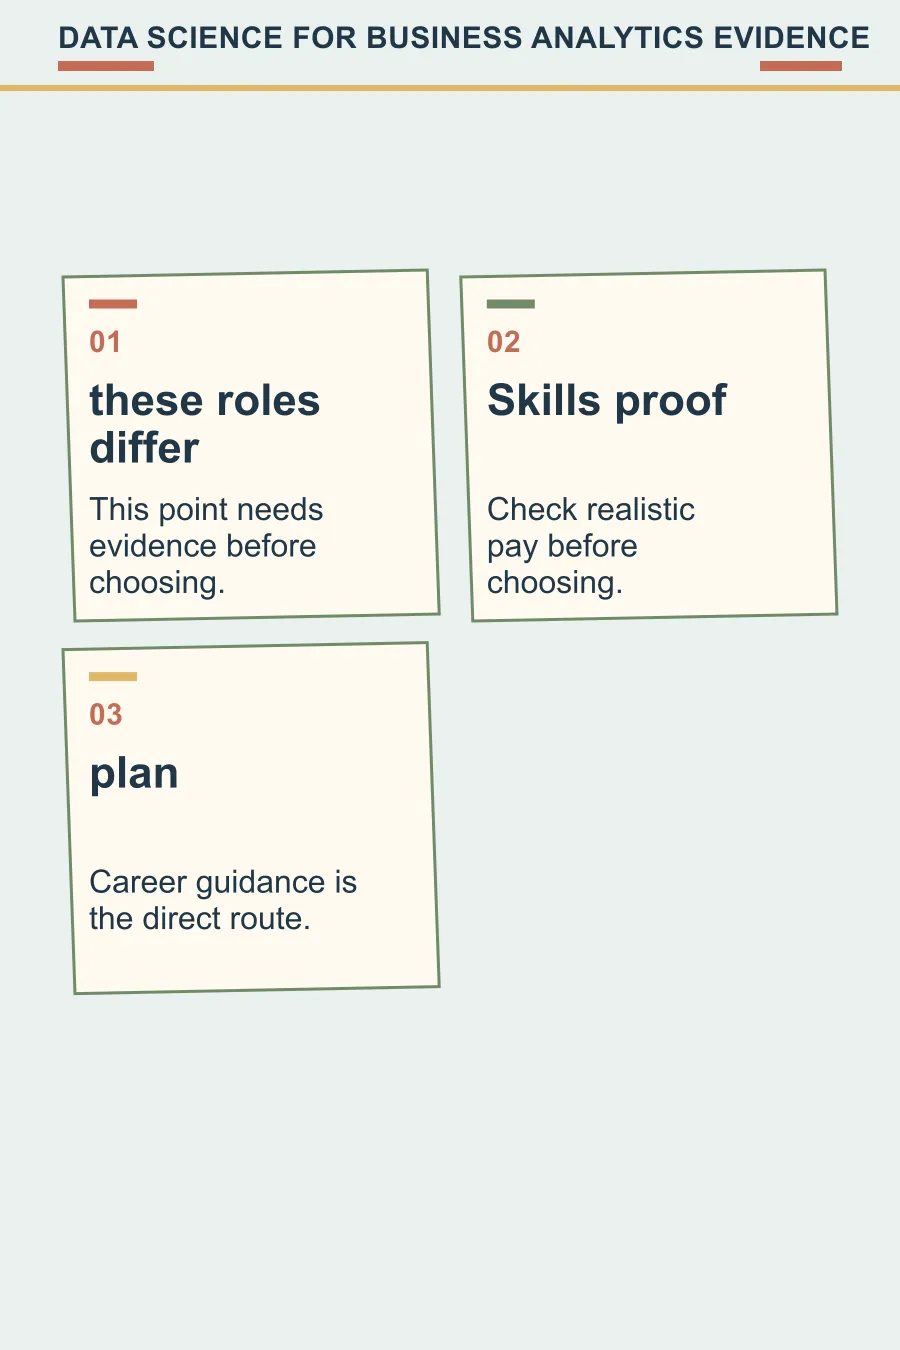 DATA SCIENCE FOR BUSINESS ANALYTICS EVIDENCE
01
these roles
differ
This point needs
evidence before
choosing.
02
Skills proof
Check realistic
pay before
choosing.
03
plan
Career guidance is
the direct route.